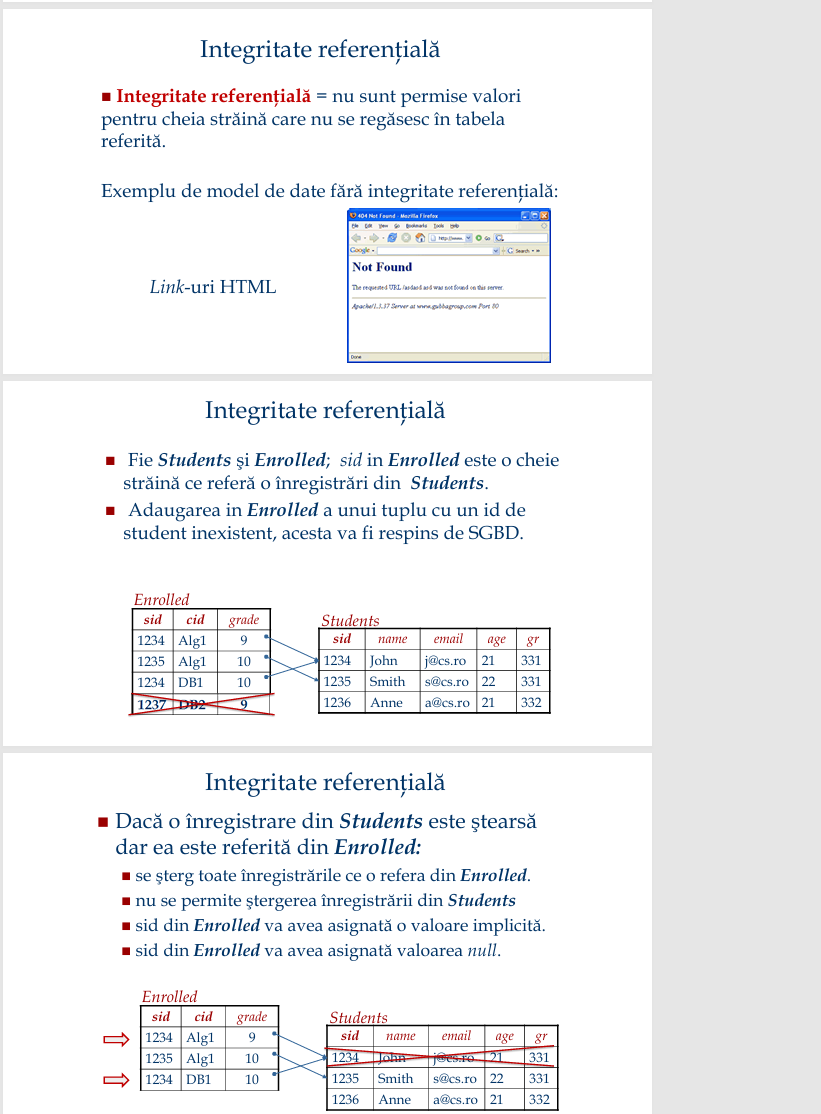 Integritate referenţială
■ Integritate referenţială = nu sunt permise valori
pentru cheia străină care nu se regăsesc în tabela
referită.
Exemplu de model de date fără integritate referenţială:
Link-uri HTML
404 Not Found - Mozilla Firefox
File Edit View Go Bookmarks Tools Help
http://www. Go
Google Search
Not Found
The requested URL /asdasd asd was not found on this server.
Apache/1.3.37 Server at www.gubbagroup.com Port 80
Done
Integritate referenţială
■ Fie Students şi Enrolled; sid in Enrolled este o cheie
străină ce referă o înregistrări din Students.
■ Adaugarea in Enrolled a unui tuplu cu un id de
student inexistent, acesta va fi respins de SGBD.
Enrolled
sid cid grade
1234 Alg1 9
1235 Alg1 10
1234 DB1 10
1237 DB2 9
Students
sid name email age gr
1234 John j@cs.ro 21 331
1235 Smith s@cs.ro 22 331
1236 Anne a@cs.ro 21 332
Integritate referenţială
■ Dacă o înregistrare din Students este ştearsă
dar ea este referită din Enrolled:
■ se şterg toate înregistrările ce o refera din Enrolled.
■ nu se permite ştergerea înregistrării din Students
■ sid din Enrolled va avea asignată o valoare implicită.
■ sid din Enrolled va avea asignată valoarea null.
Enrolled
sid cid grade
1234 Alg1 9
1235 Alg1 10
1234 DB1 10
Students
sid name email age gr
1234 John j@cs.ro 21 331
1235 Smith s@cs.ro 22 331
1236 Anne a@cs.ro 21 332